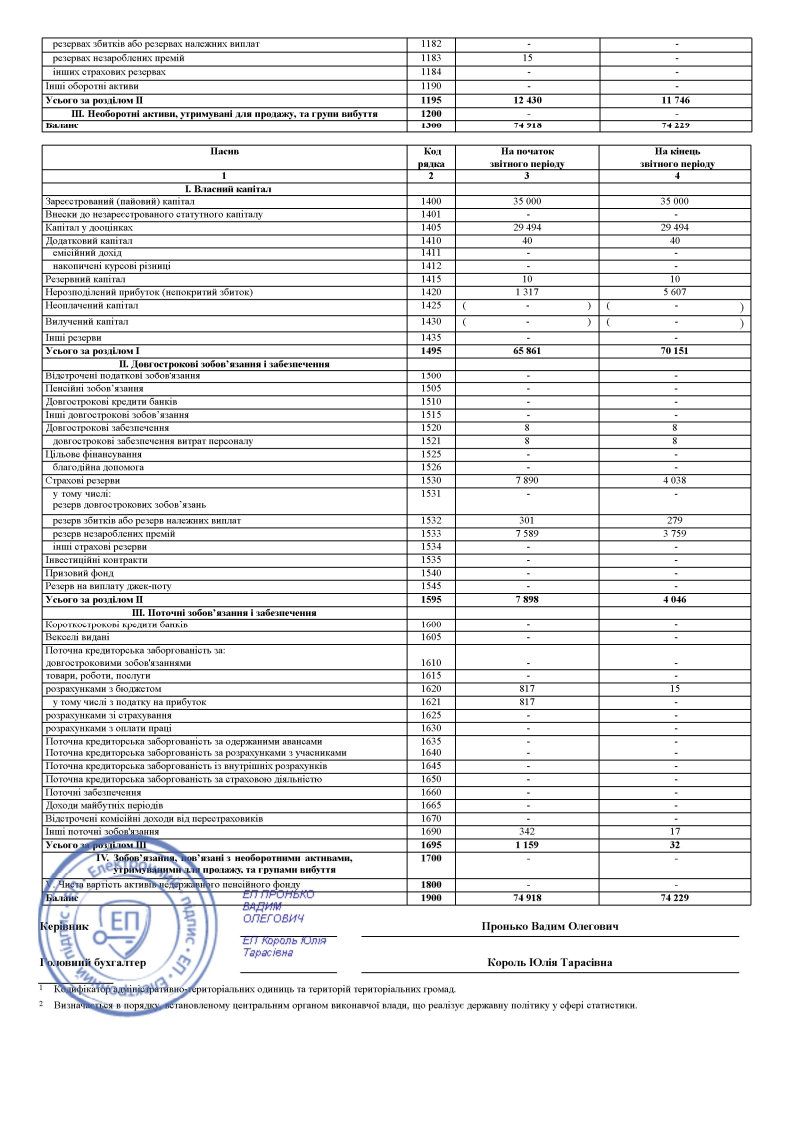 резервах збитків або резервах належних виплат 1182 - -
резервах незароблених премій 1183 15 -
інших страхових резервах 1184 - -
Інші оборотні активи 1190 - -
Усього за розділом II 1195 12 430 11 746
III. Необоротні активи, утримувані для продажу, та групи вибуття 1200 - -
Баланс 1300 74 918 74 229
Пасив Код рядка На початок звітного періоду На кінець звітного періоду
1 2 3 4
I. Власний капітал
Зареєстрований (пайовий) капітал 1400 35 000 35 000
Внески до незареєстрованого статутного капіталу 1401 - -
Капітал у дооцінках 1405 29 494 29 494
Додатковий капітал 1410 40 40
емісійний дохід 1411 - -
накопичені курсові різниці 1412 - -
Резервний капітал 1415 10 10
Нерозподілений прибуток (непокритий збиток) 1420 1 317 5 607
Неоплачений капітал 1425 ( - ) ( - )
Вилучений капітал 1430 ( - ) ( - )
Інші резерви 1435 - -
Усього за розділом I 1495 65 861 70 151
II. Довгострокові зобов’язання і забезпечення
Відстрочені податкові зобов'язання 1500 - -
Пенсійні зобов’язання 1505 - -
Довгострокові кредити банків 1510 - -
Інші довгострокові зобов’язання 1515 - -
Довгострокові забезпечення 1520 8 8
довгострокові забезпечення витрат персоналу 1521 8 8
Цільове фінансування 1525 - -
благодійна допомога 1526 - -
Страхові резерви 1530 7 890 4 038
у тому числі: 1531 - -
резерв довгострокових зобов’язань
резерв збитків або резерв належних виплат 1532 301 279
резерв незароблених премій 1533 7 589 3 759
інші страхові резерви 1534 - -
Інвестиційні контракти 1535 - -
Призовий фонд 1540 - -
Резерв на виплату джек-поту 1545 - -
Усього за розділом II 1595 7 898 4 046
III. Поточні зобов’язання і забезпечення
Короткострокові кредити банків 1600 - -
Векселі видані 1605 - -
Поточна кредиторська заборгованість за:
довгостроковими зобов'язаннями 1610 - -
товари, роботи, послуги 1615 - -
розрахунками з бюджетом 1620 817 15
у тому числі з податку на прибуток 1621 817 -
розрахунками зі страхування 1625 - -
розрахунками з оплати праці 1630 - -
Поточна кредиторська заборгованість за одержаними авансами 1635 - -
Поточна кредиторська заборгованість за розрахунками з учасниками 1640 - -
Поточна кредиторська заборгованість із внутрішніх розрахунків 1645 - -
Поточна кредиторська заборгованість за страховою діяльністю 1650 - -
Поточні забезпечення 1660 - -
Доходи майбутніх періодів 1665 - -
Відстрочені комісійні доходи від перестраховиків 1670 - -
Інші поточні зобов'язання 1690 342 17
Усього за розділом III 1695 1 159 32
IV. Зобов’язання, пов’язані з необоротними активами, 1700 - -
утримуваними для продажу, та групами вибуття
V. Чиста вартість активів недержавного пенсійного фонду 1800 - -
Баланс 1900 74 918 74 229
ЕП ПРОНЬКО
ВАДИМ
ОЛЕГОВИЧ
Керівник Пронько Вадим Олегович
ЕП Король Юлія
Тарасівна
Головний бухгалтер Король Юлія Тарасівна
ЕП • Електронний підпис • ЕП • Електронний підпис •
ЕП
1 Кодифікатор адміністративно-територіальних одиниць та територій територіальних громад.
2 Визначається в порядку, встановленому центральним органом виконавчої влади, що реалізує державну політику у сфері статистики.